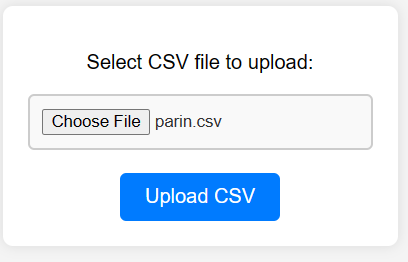 Select CSV file to upload:
Choose File parin.csv
Upload CSV